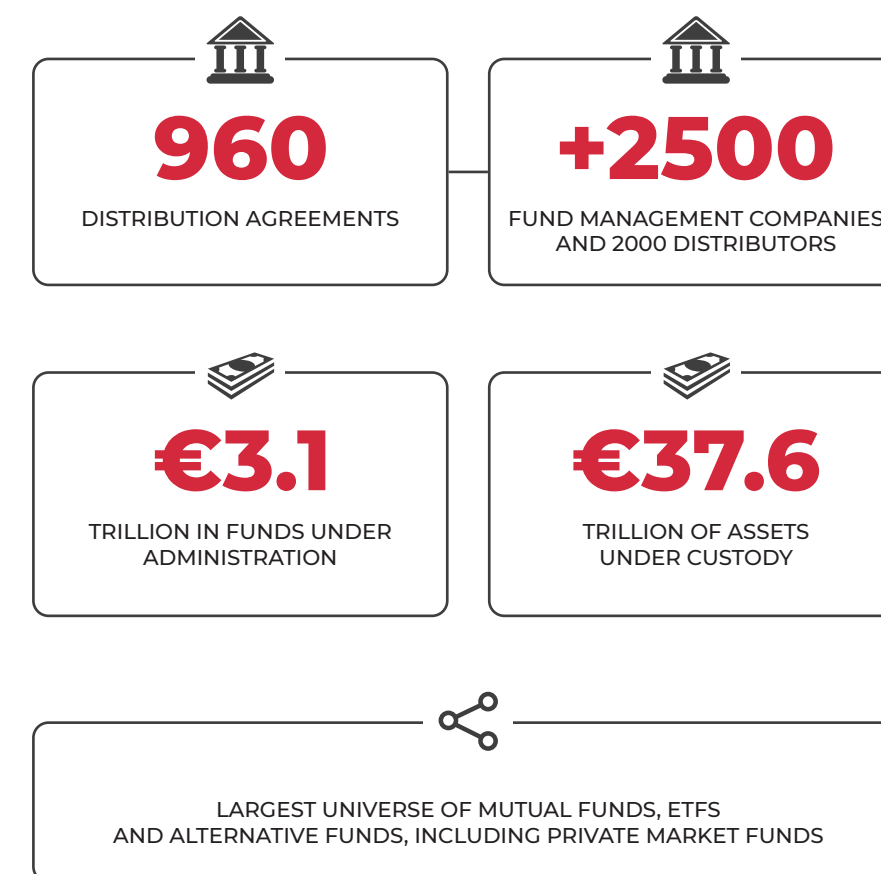 960
DISTRIBUTION AGREEMENTS
+2500
FUND MANAGEMENT COMPANIES
AND 2000 DISTRIBUTORS
€3.1
TRILLION IN FUNDS UNDER
ADMINISTRATION
€37.6
TRILLION OF ASSETS
UNDER CUSTODY
LARGEST UNIVERSE OF MUTUAL FUNDS, ETFS
AND ALTERNATIVE FUNDS, INCLUDING PRIVATE MARKET FUNDS